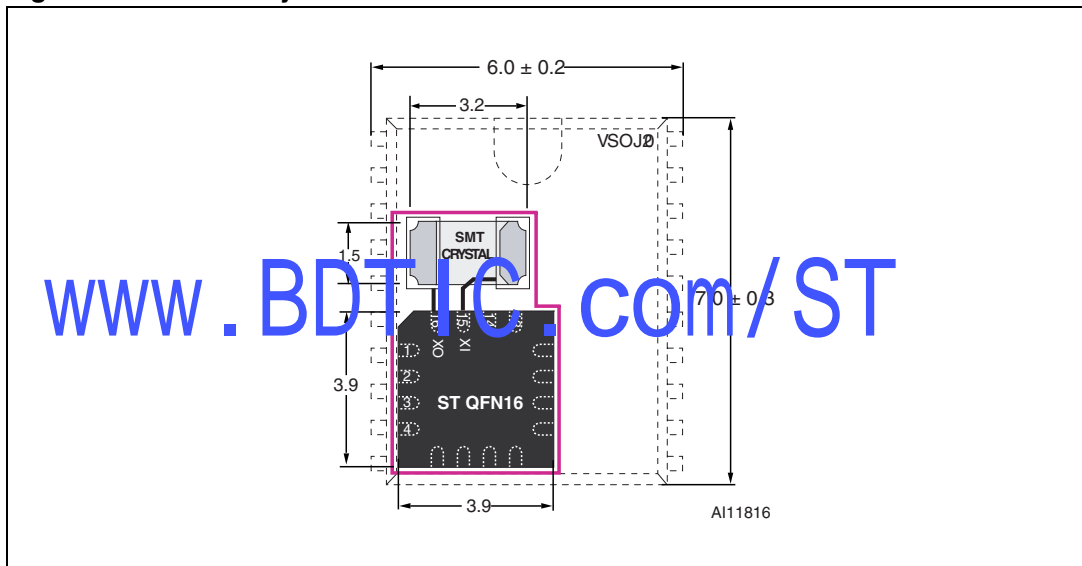 6.0 ± 0.2
3.2
VSOJ20
SMT
CRYSTAL
1.5
www.BDTIC.com/ST
7.0 ± 0.3
XO
15
XI
1
2
3
4
3.9
ST QFN16
3.9
AI11816